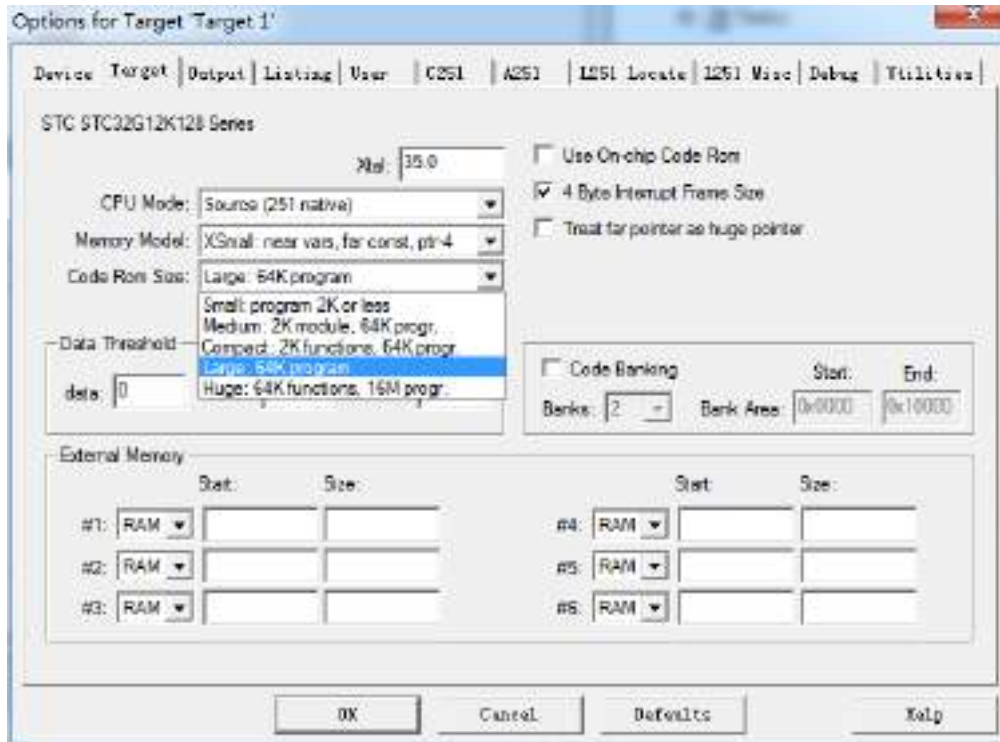 Options for Target 'Target 1'
Device Target Output Listing User C251 A251 L251 Locate L251 Misc Debug Utilities
STC STC32G12K128 Series
Xtal: 35.0
Use On-chip Code Rom
CPU Mode: Source (251 native)
4 Byte Interrupt Frame Size
Memory Model: XSmall: near vars, far const, ptr-4
Treat far pointer as huge pointer
Code Rom Size: Large: 64K program
Small: program 2K or less
Medium: 2K module, 64K progr.
Compact: 2K functions, 64K progr
Large: 64K program
Huge: 64K functions, 16M progr.
Data Threshold
data: 0
Code Banking
Start: End:
Banks: 2 Bank Area: 0x0000 0x10000
External Memory
Start: Size: Start: Size:
#1: RAM #4: RAM
#2: RAM #5: RAM
#3: RAM #6: RAM
OK Cancel Defaults Help